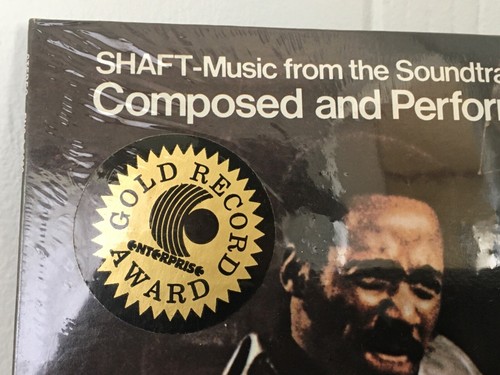 SHAFT-Music from the Soundtra
Composed and Perfor
GOLD RECORD
ENTERPRISE
AWARD